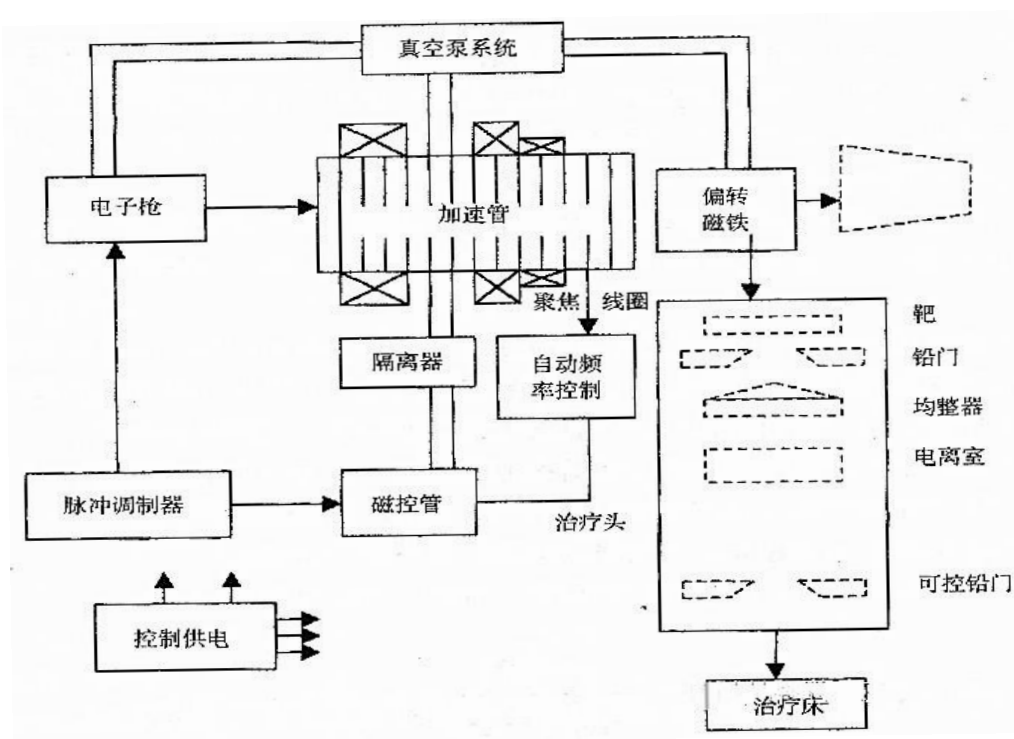 真空泵系统
电子枪
加速管
偏转
磁铁
聚焦 线圈
靶
隔离器
自动频
率控制
铅门
均整器
电离室
脉冲调制器
磁控管
治疗头
可控铅门
控制供电
治疗床